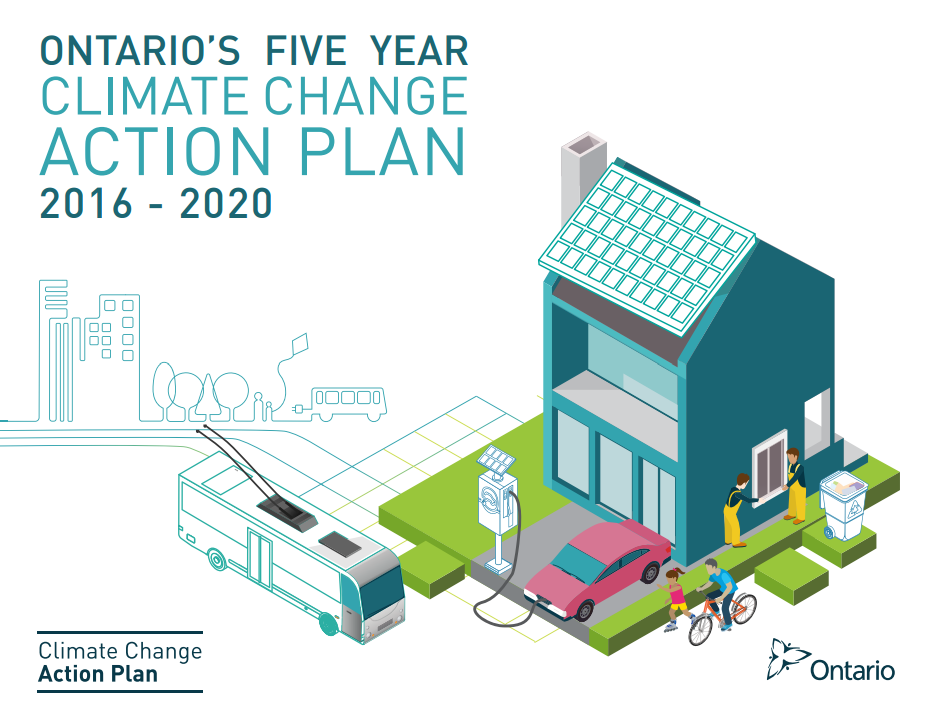 ONTARIO'S FIVE YEAR
CLIMATE CHANGE
ACTION PLAN
2016 - 2020
Climate Change
Action Plan
Ontario